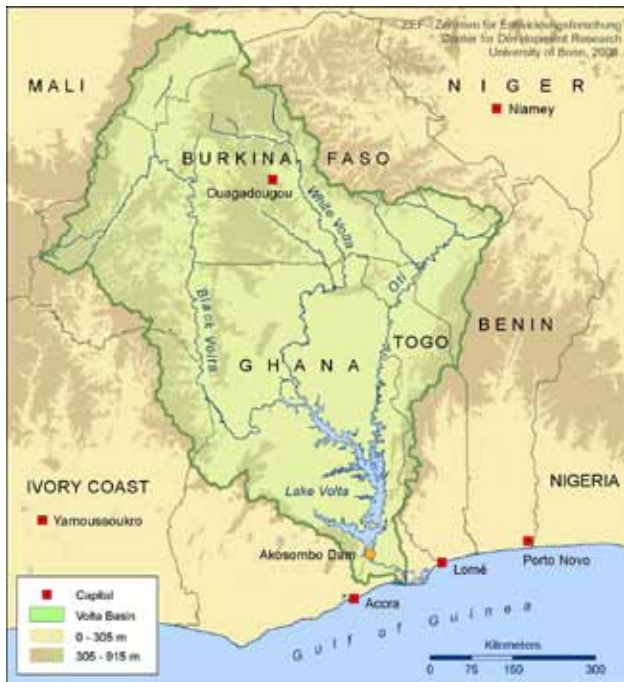 ZEF - Zentrum für Entwicklungsforschung
Center for Development Research
University of Bonn,
MALI
NIGER
Niamey
BURKINA FASO
Ouagadougou
White Volta
Oti
Black Volta
BENIN
TOGO
GHANA
IVORY COAST
NIGERIA
Lake Volta
Yamoussoukro
Akosombo Dam
Porto Novo
Lomé
Accra
Gulf of Guinea
Capital
Volta Basin
0 - 305 m
305 - 915 m
Kilometers
0 75 150 300